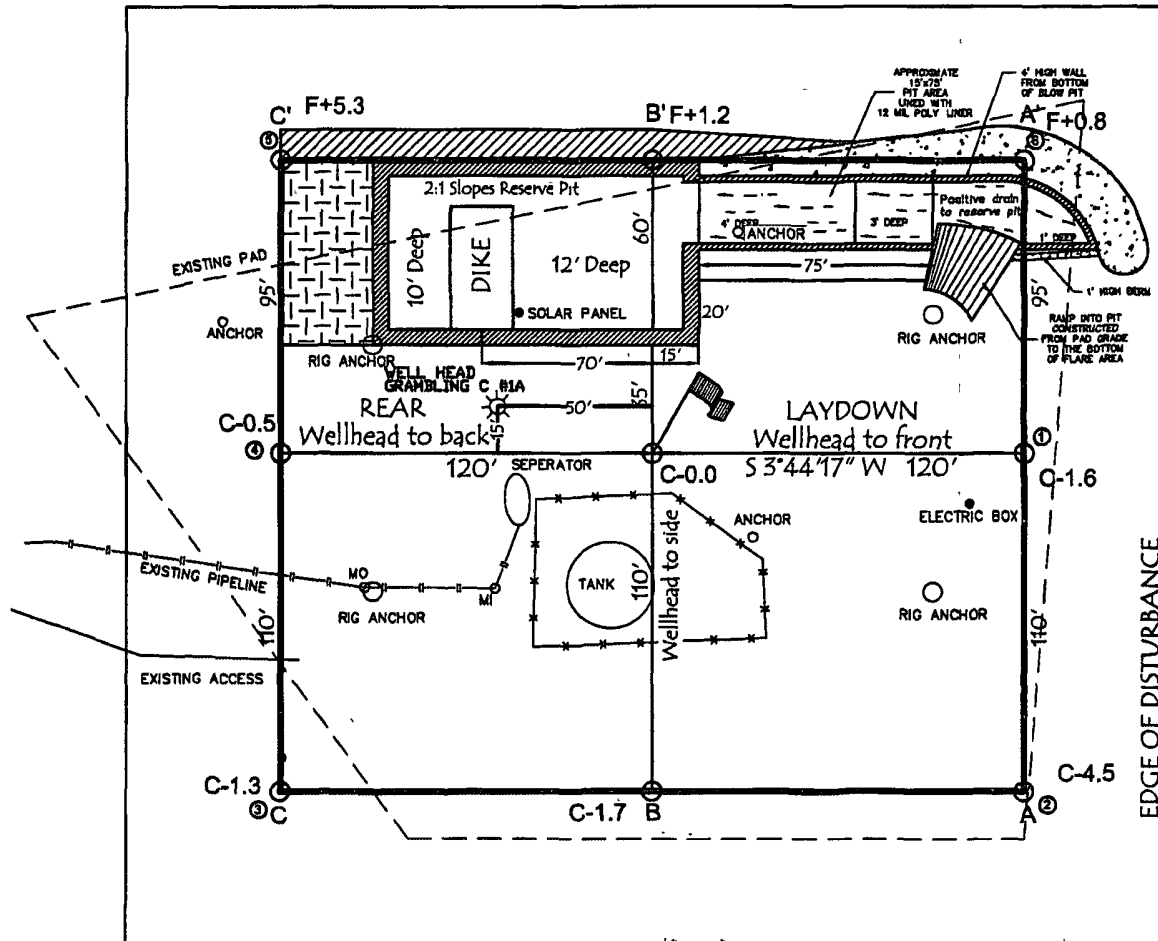 APPROXIMATE
15'x75'
PIT AREA
LINED WITH
12 MIL POLY LINER
4' HIGH WALL
FROM BOTTOM
OF BLOW PIT
C'
F+5.3
B' F+1.2
A'
F+0.8
⑤
⑥
2:1 Slopes Reserve Pit
60'
Positive drain
to reserve pit
4' DEEP
ANCHOR
3' DEEP
1' DEEP
EXISTING PAD
10' Deep
DIKE
12' Deep
75'
95'
95'
1' HIGH BERM
ANCHOR
SOLAR PANEL
20'
RAMP INTO PIT
CONSTRUCTED
FROM PAD GRADE
TO THE BOTTOM
OF FLARE AREA
RIG ANCHOR
RIG ANCHOR
70'
15'
WELL HEAD
GRAMBLING C #1A
REAR
Wellhead to back
50'
35'
15'
LAYDOWN
Wellhead to front
S 3°44'17" W 120'
C-0.5
④
①
120'
C-0.0
C-1.6
SEPERATOR
ELECTRIC BOX
ANCHOR
EXISTING PIPELINE
MO
RIG ANCHOR
MI
TANK
110'
Wellhead to side
RIG ANCHOR
110'
110'
EXISTING ACCESS
EDGE OF DISTURBANCE
C-1.3
③
C
C-1.7
B
C-4.5
A
②